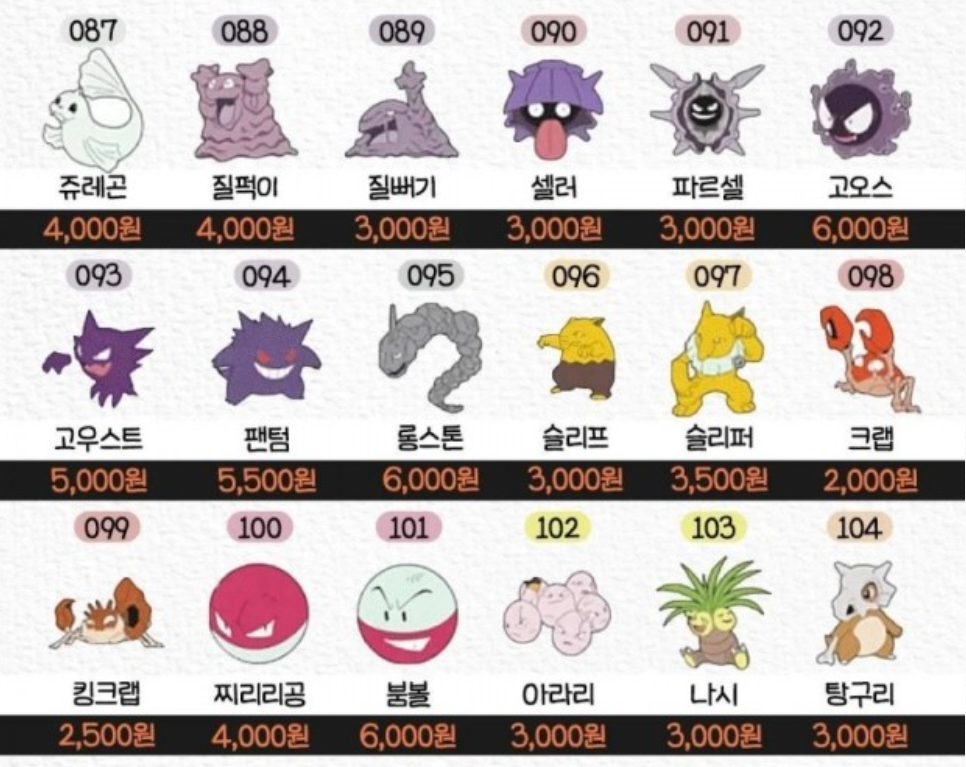 087 088 089 090 091 092
쥬레곤 질퍽이 질뻐기 셀러 파르셀 고오스
4,000원 4,000원 3,000원 3,000원 3,000원 6,000원
093 094 095 096 097 098
고우스트 팬텀 롱스톤 슬리프 슬리퍼 크랩
5,000원 5,500원 6,000원 3,000원 3,500원 2,000원
099 100 101 102 103 104
킹크랩 찌리리공 붐볼 아라리 나시 탕구리
2,500원 4,000원 6,000원 3,000원 3,000원 3,000원